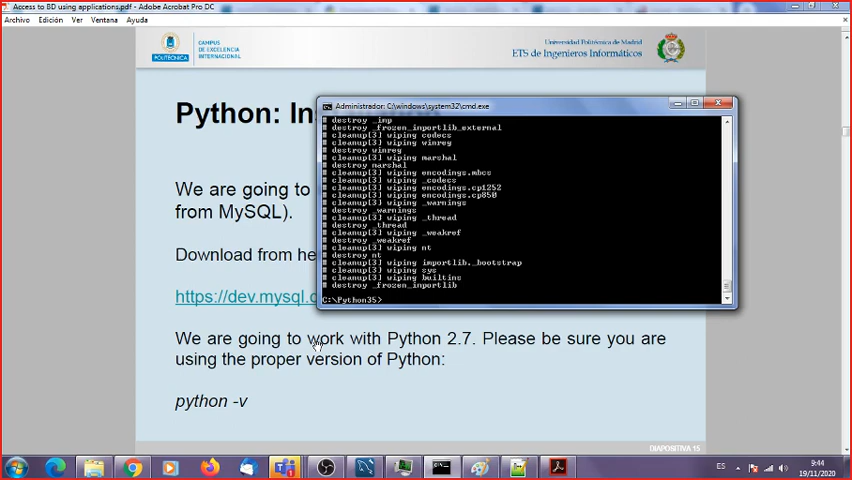 Access to BD using applications.pdf - Adobe Acrobat Pro DC
Archivo Edición Ver Ventana Ayuda
POLITÉCNICA
CAMPUS
DE EXCELENCIA
INTERNACIONAL
Universidad Politécnica de Madrid
ETS de Ingenieros Informáticos
Python: In
Administrador: C:\windows\system32\cmd.exe
# destroy _imp
# destroy _frozen_importlib_external
# cleanup[3] wiping codecs
# cleanup[3] wiping winreg
# destroy winreg
# cleanup[3] wiping marshal
# destroy marshal
# cleanup[3] wiping encodings.mbcs
# cleanup[3] wiping _codecs
# cleanup[3] wiping encodings.cp1252
# cleanup[3] wiping encodings.cp850
# cleanup[3] wiping _warnings
# destroy _warnings
# cleanup[3] wiping _thread
# destroy _thread
# cleanup[3] wiping _weakref
# destroy _weakref
# cleanup[3] wiping nt
# destroy nt
# cleanup[3] wiping importlib._bootstrap
# cleanup[3] wiping sys
# cleanup[3] wiping builtins
# destroy _frozen_importlib
C:\Python35>
We are going to
from MySQL).
Download from he
https://dev.mysql.c
We are going to work with Python 2.7. Please be sure you are
using the proper version of Python:
python -v
DIAPOSITIVA 15
ES
9:44
19/11/2020